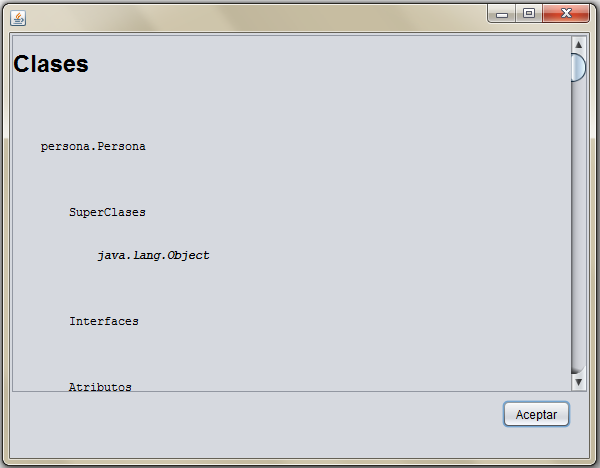 Clases
persona.Persona
SuperClases
java.lang.Object
Interfaces
Atributos
Aceptar